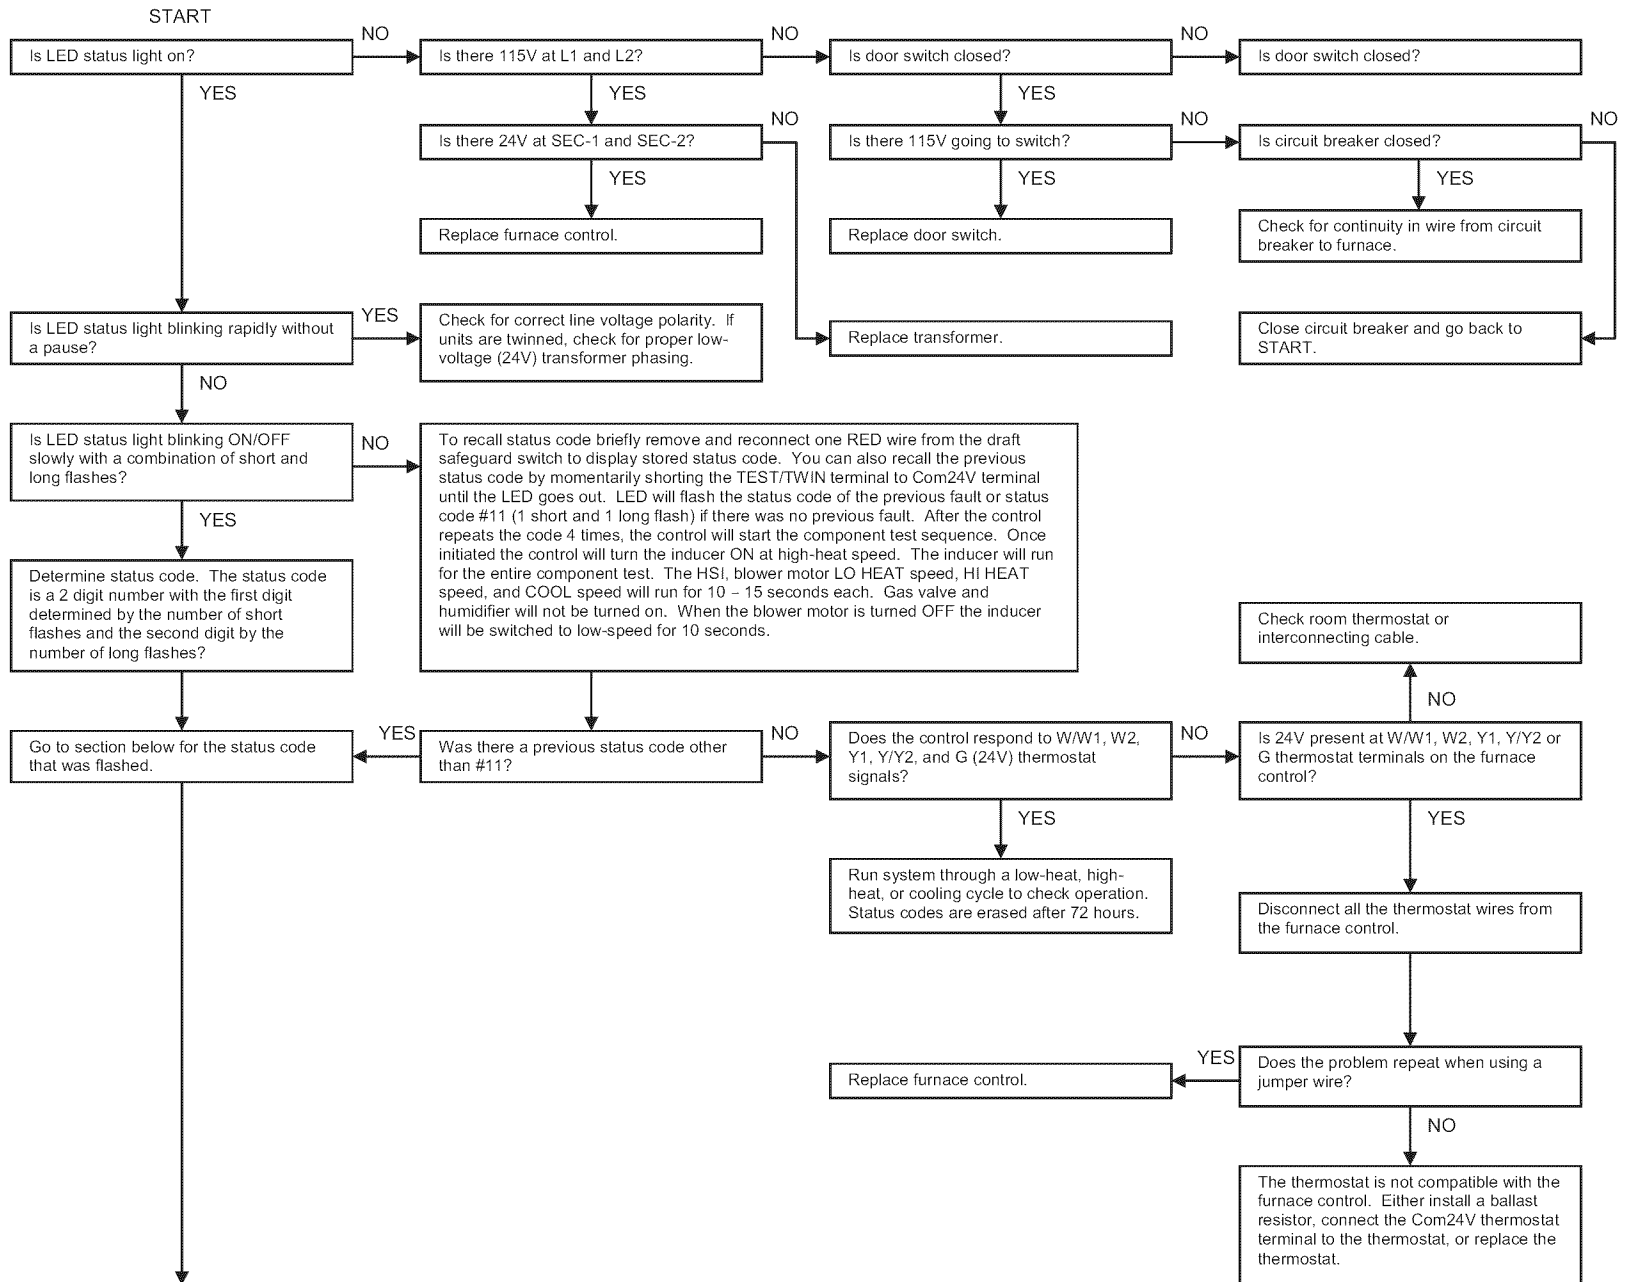 START
Is LED status light on?
NO
Is there 115V at L1 and L2?
NO
Is door switch closed?
NO
Is door switch closed?
YES
YES
YES
Is there 24V at SEC-1 and SEC-2?
NO
Is there 115V going to switch?
NO
Is circuit breaker closed?
NO
YES
YES
YES
Replace furnace control.
Replace door switch.
Check for continuity in wire from circuit
breaker to furnace.
Is LED status light blinking rapidly without
a pause?
YES
Check for correct line voltage polarity. If
units are twinned, check for proper low-
voltage (24V) transformer phasing.
Replace transformer.
Close circuit breaker and go back to
START.
NO
Is LED status light blinking ON/OFF
slowly with a combination of short and
long flashes?
NO
To recall status code briefly remove and reconnect one RED wire from the draft
safeguard switch to display stored status code. You can also recall the previous
status code by momentarily shorting the TEST/TWIN terminal to Com24V terminal
until the LED goes out. LED will flash the status code of the previous fault or status
code #11 (1 short and 1 long flash) if there was no previous fault. After the control
repeats the code 4 times, the control will start the component test sequence. Once
initiated the control will turn the inducer ON at high-heat speed. The inducer will run
for the entire component test. The HSI, blower motor LO HEAT speed, HI HEAT
speed, and COOL speed will run for 10 – 15 seconds each. Gas valve and
humidifier will not be turned on. When the blower motor is turned OFF the inducer
will be switched to low-speed for 10 seconds.
YES
Determine status code. The status code
is a 2 digit number with the first digit
determined by the number of short
flashes and the second digit by the
number of long flashes?
Check room thermostat or
interconnecting cable.
NO
Go to section below for the status code
that was flashed.
YES
Was there a previous status code other
than #11?
NO
Does the control respond to W/W1, W2,
Y1, Y/Y2, and G (24V) thermostat
signals?
NO
Is 24V present at W/W1, W2, Y1, Y/Y2 or
G thermostat terminals on the furnace
control?
YES
YES
Run system through a low-heat, high-
heat, or cooling cycle to check operation.
Status codes are erased after 72 hours.
Disconnect all the thermostat wires from
the furnace control.
Replace furnace control.
YES
Does the problem repeat when using a
jumper wire?
NO
The thermostat is not compatible with the
furnace control. Either install a ballast
resistor, connect the Com24V thermostat
terminal to the thermostat, or replace the
thermostat.